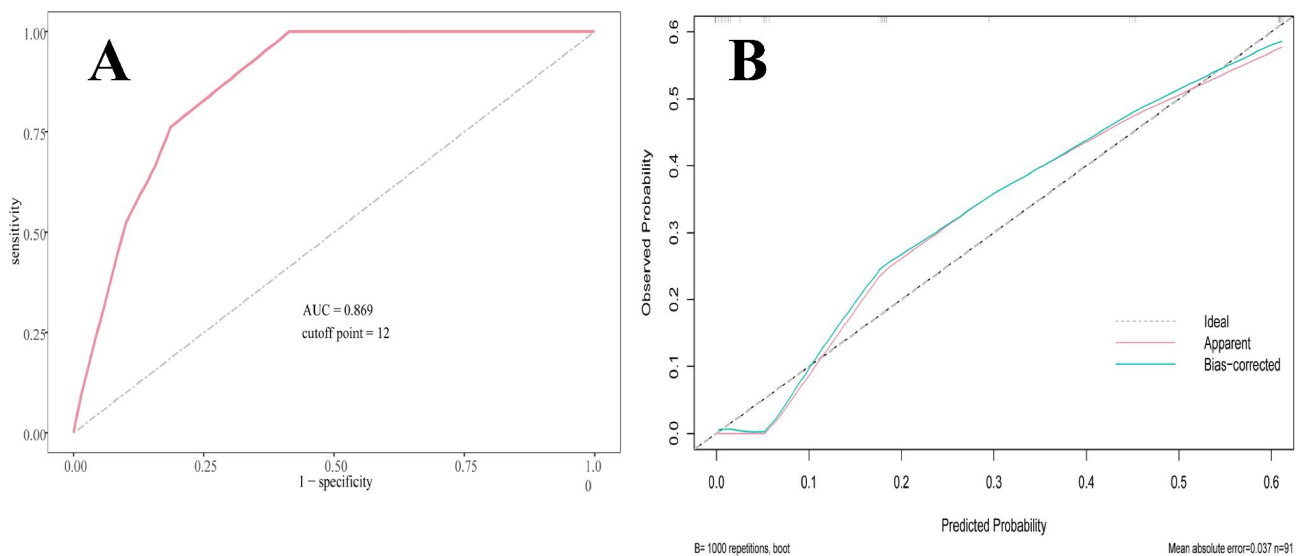 A
1.00
0.75
0.50
0.25
0.00
sensitivity
AUC = 0.869
cutoff point = 12
0.00 0.25 0.50 0.75 1.0
0
1 − specificity
B
0.6
0.5
0.4
0.3
0.2
0.1
0.0
Observed Probability
Ideal
Apparent
Bias−corrected
0.0 0.1 0.2 0.3 0.4 0.5 0.6
Predicted Probability
B= 1000 repetitions, boot
Mean absolute error=0.037 n=91